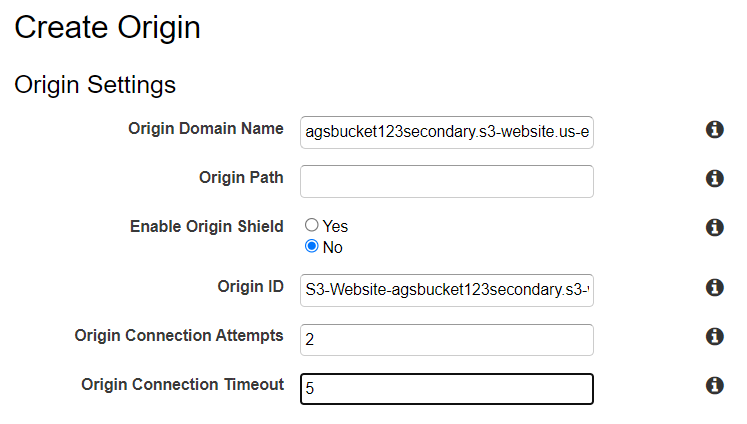 Create Origin
Origin Settings
Origin Domain Name agsbucket123secondary.s3-website.us-e
Origin Path
Enable Origin Shield Yes
No
Origin ID S3-Website-agsbucket123secondary.s3-
Origin Connection Attempts 2
Origin Connection Timeout 5